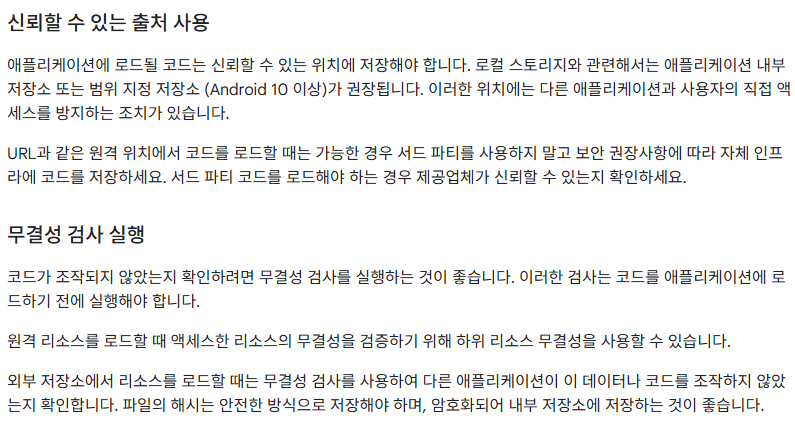 신뢰할 수 있는 출처 사용
애플리케이션에 로드될 코드는 신뢰할 수 있는 위치에 저장해야 합니다. 로컬 스토리지와 관련해서는 애플리케이션 내부
저장소 또는 범위 지정 저장소 (Android 10 이상)가 권장됩니다. 이러한 위치에는 다른 애플리케이션과 사용자의 직접 액
세스를 방지하는 조치가 있습니다.
URL과 같은 원격 위치에서 코드를 로드할 때는 가능한 경우 서드 파티를 사용하지 말고 보안 권장사항에 따라 자체 인프
라에 코드를 저장하세요. 서드 파티 코드를 로드해야 하는 경우 제공업체가 신뢰할 수 있는지 확인하세요.
무결성 검사 실행
코드가 조작되지 않았는지 확인하려면 무결성 검사를 실행하는 것이 좋습니다. 이러한 검사는 코드를 애플리케이션에 로
드하기 전에 실행해야 합니다.
원격 리소스를 로드할 때 액세스한 리소스의 무결성을 검증하기 위해 하위 리소스 무결성을 사용할 수 있습니다.
외부 저장소에서 리소스를 로드할 때는 무결성 검사를 사용하여 다른 애플리케이션이 이 데이터나 코드를 조작하지 않았
는지 확인합니다. 파일의 해시는 안전한 방식으로 저장해야 하며, 암호화되어 내부 저장소에 저장하는 것이 좋습니다.